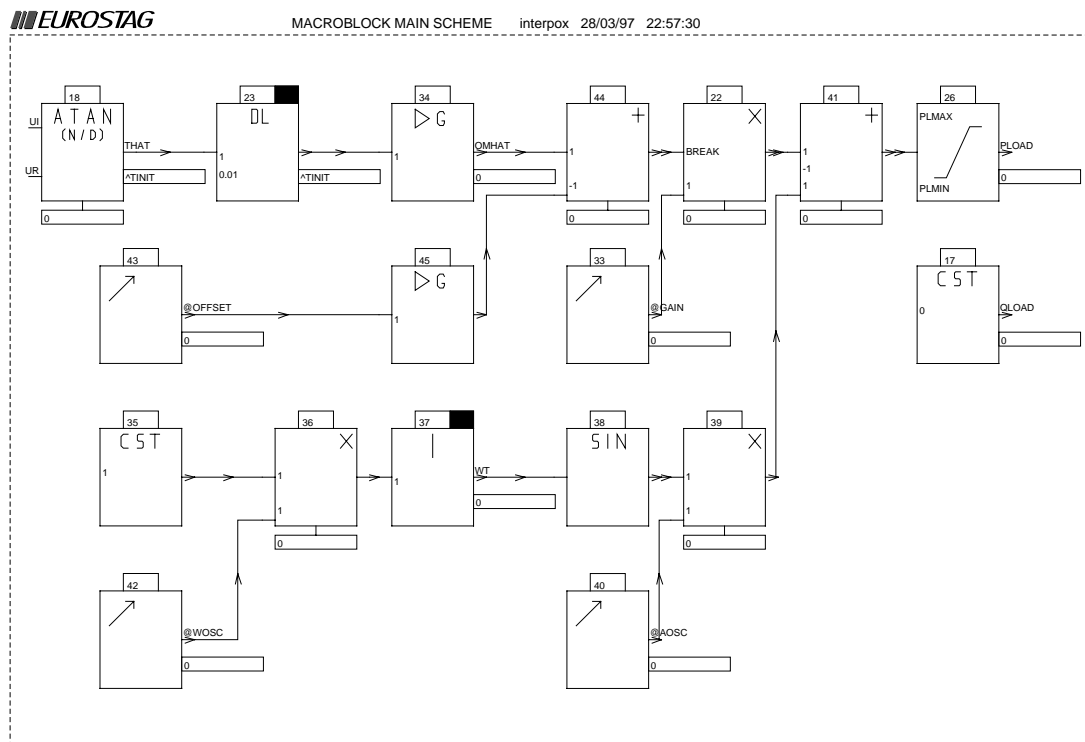 EUROSTAG
MACROBLOCK MAIN SCHEME interpox 28/03/97 22:57:30
18
ATAN
(N/D)
UI
UR
THAT
^TINIT
0
23
DL
1
0.01
^TINIT
34
G
1
OMHAT
0
44
+
1
-1
0
22
X
BREAK
1
0
41
+
1
-1
1
0
26
PLMAX
PLMIN
PLOAD
0
43
@OFFSET
0
45
G
1
33
@GAIN
0
17
CST
0
QLOAD
0
35
CST
1
36
X
1
1
0
37
1
WT
0
38
SIN
39
X
1
1
0
42
@WOSC
0
40
@AOSC
0